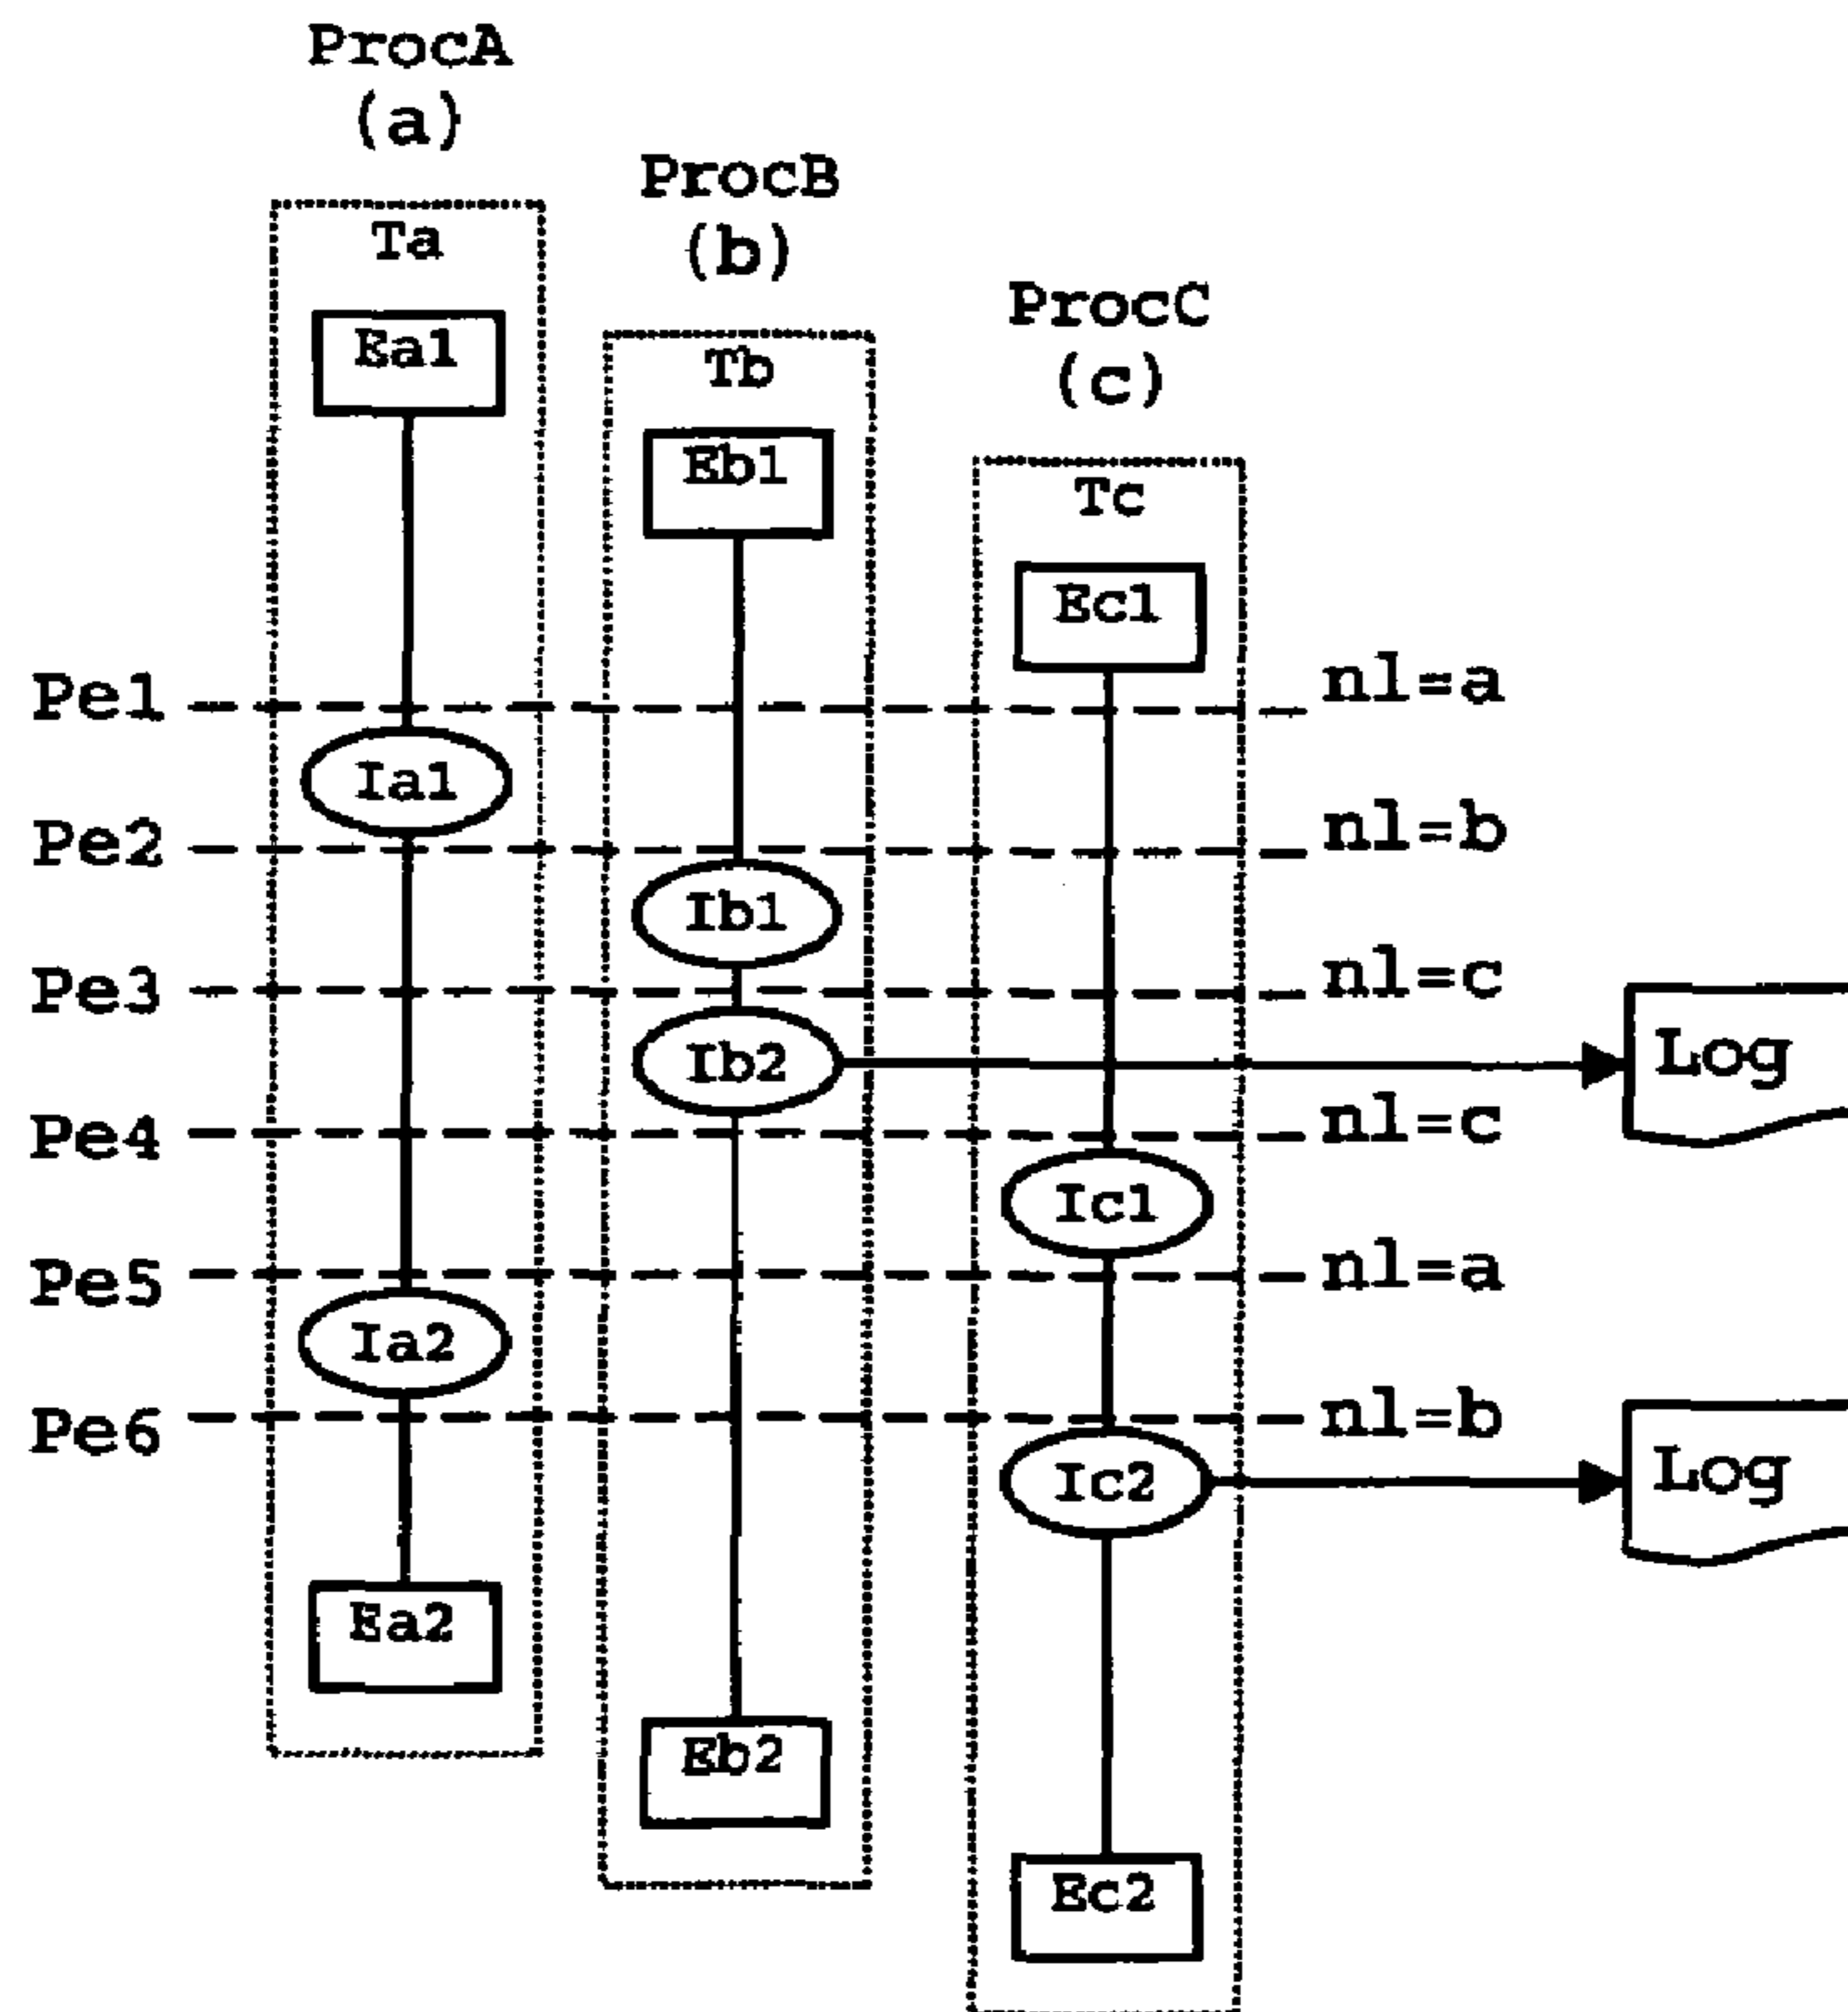 ProcA
(a)
ProcB
(b)
Ta
ProcC
(c)
Ea1
Tb
Eb1
Tc
Ec1
Pe1 nl=a
Ia1
Pe2 nl=b
Ib1
Pe3 nl=c
Ib2 Log
Pe4 nl=c
Ic1
Pe5 nl=a
Ia2
Pe6 nl=b
Ic2 Log
Ea2
Eb2
Ec2